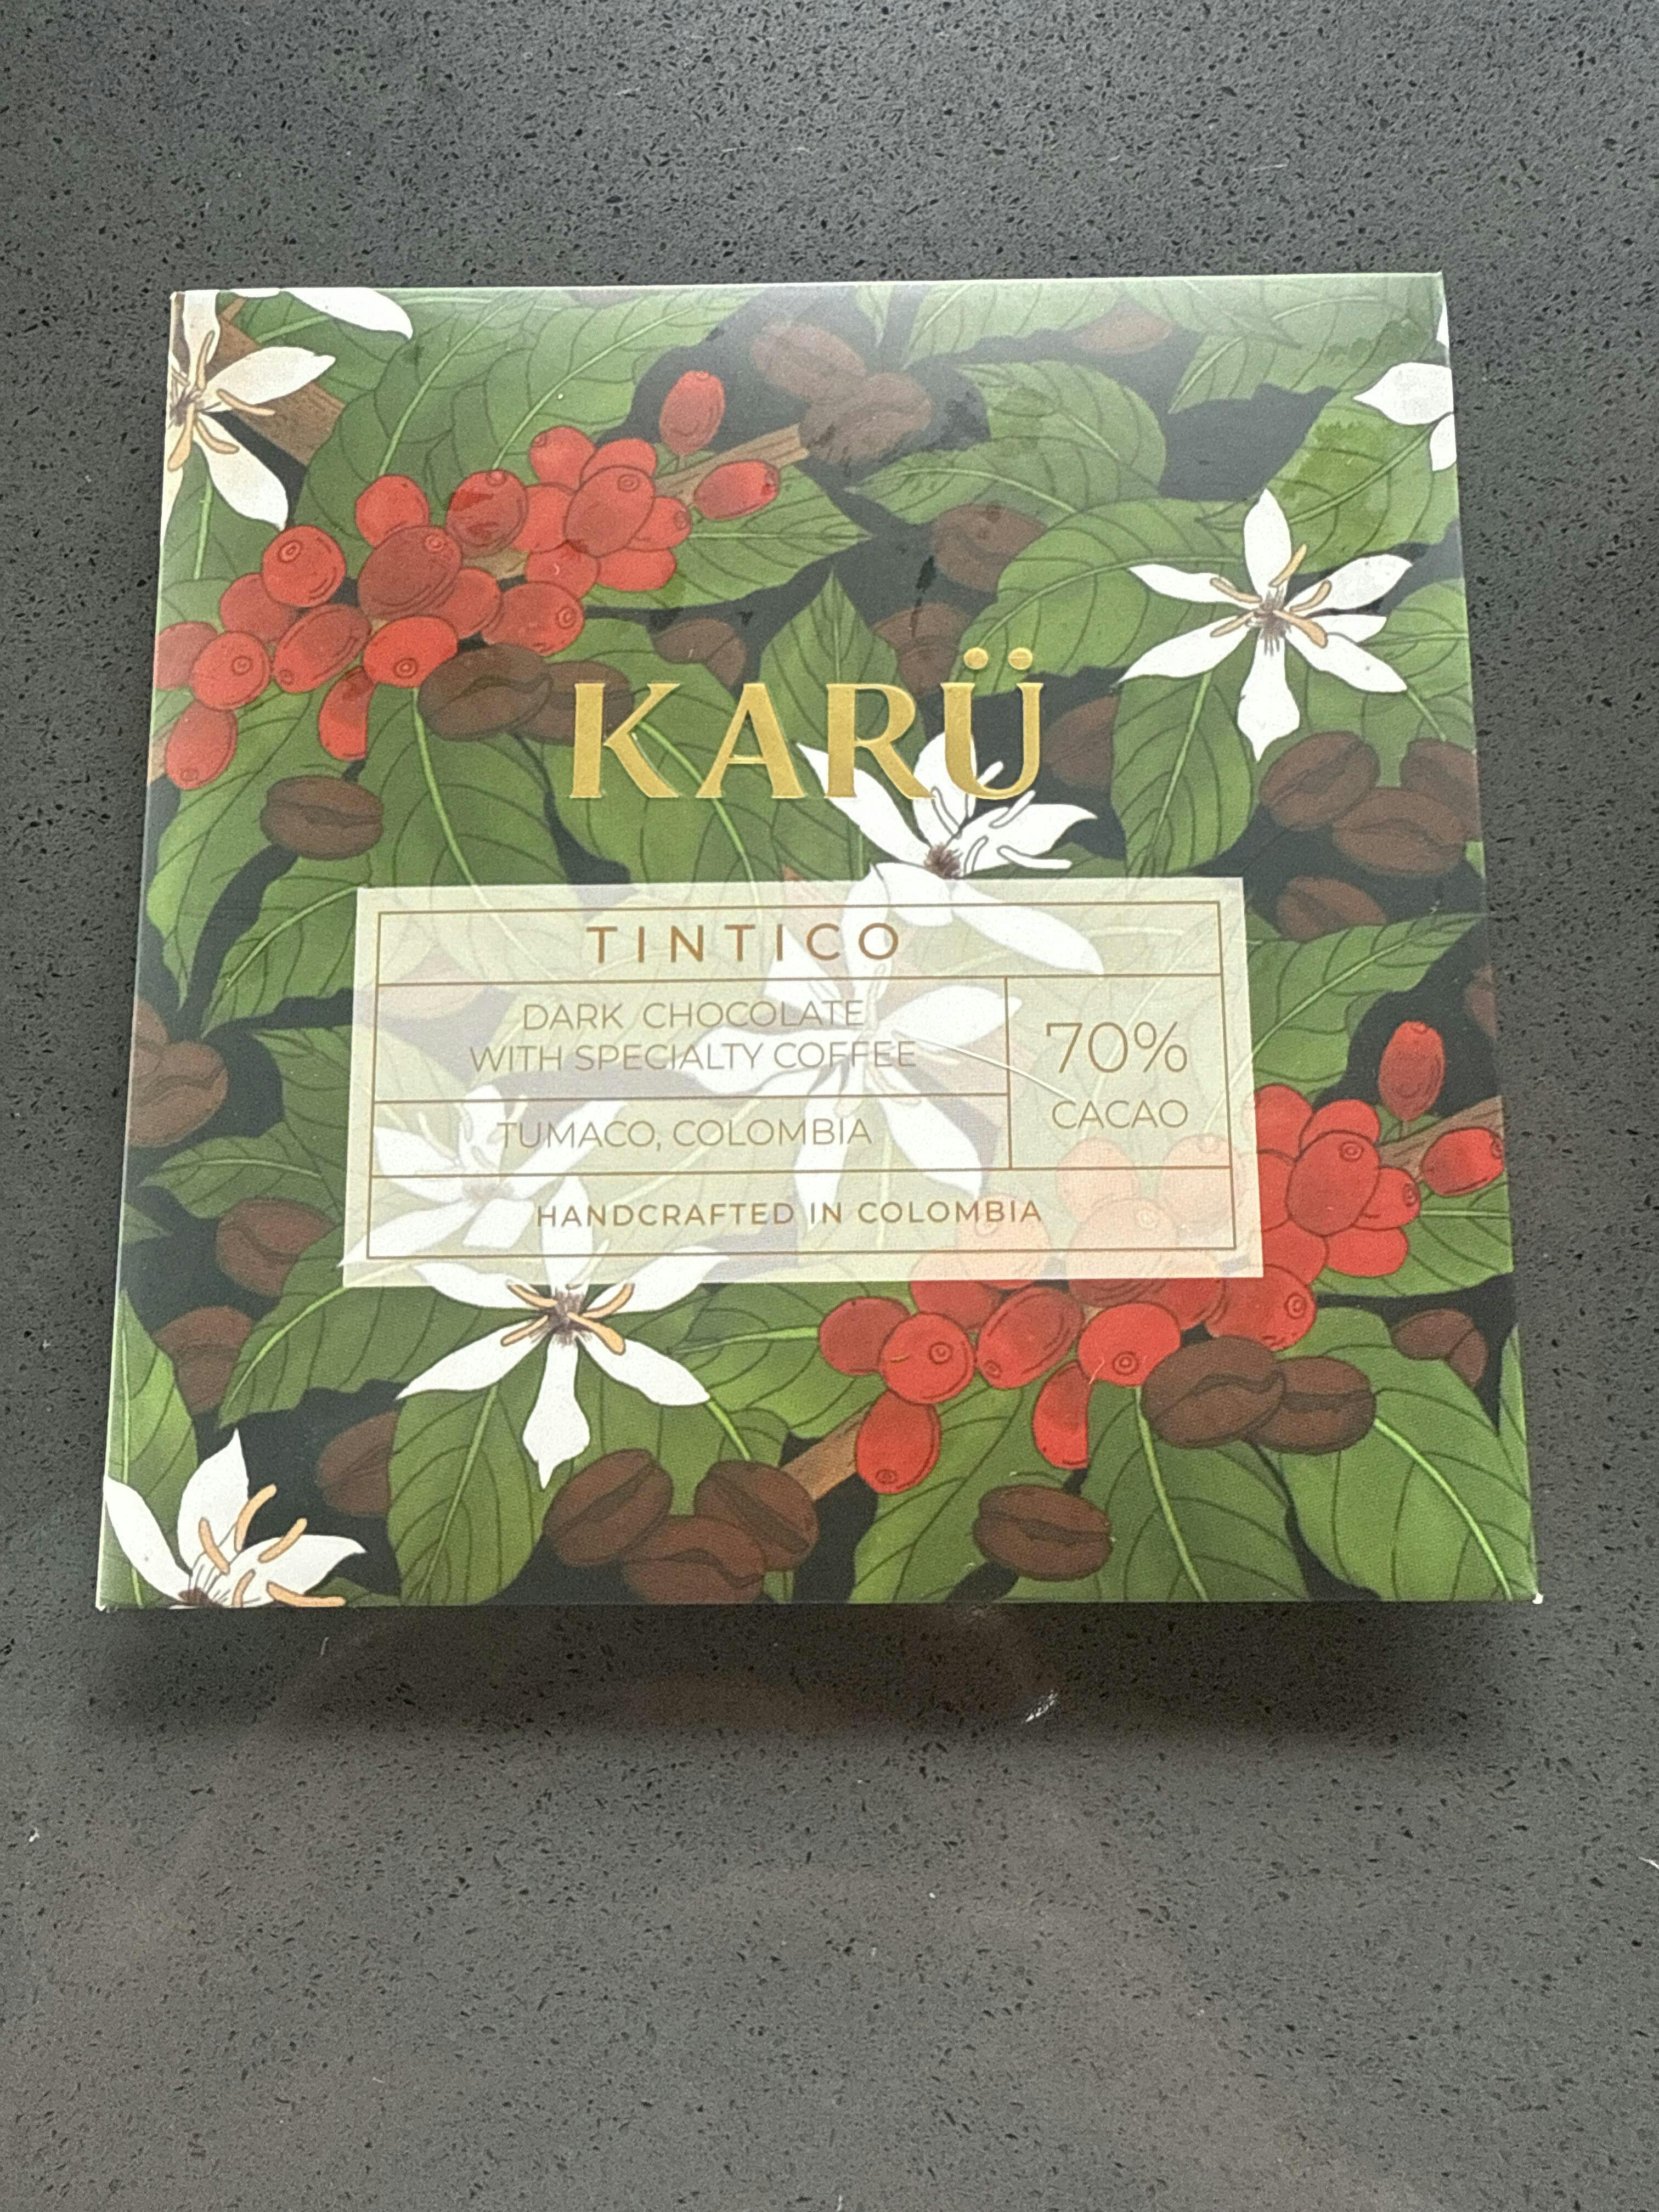 KARÜ
TINTICO
DARK CHOCOLATE
WITH SPECIALTY COFFEE
70%
CACAO
TUMACO, COLOMBIA
HANDCRAFTED IN COLOMBIA